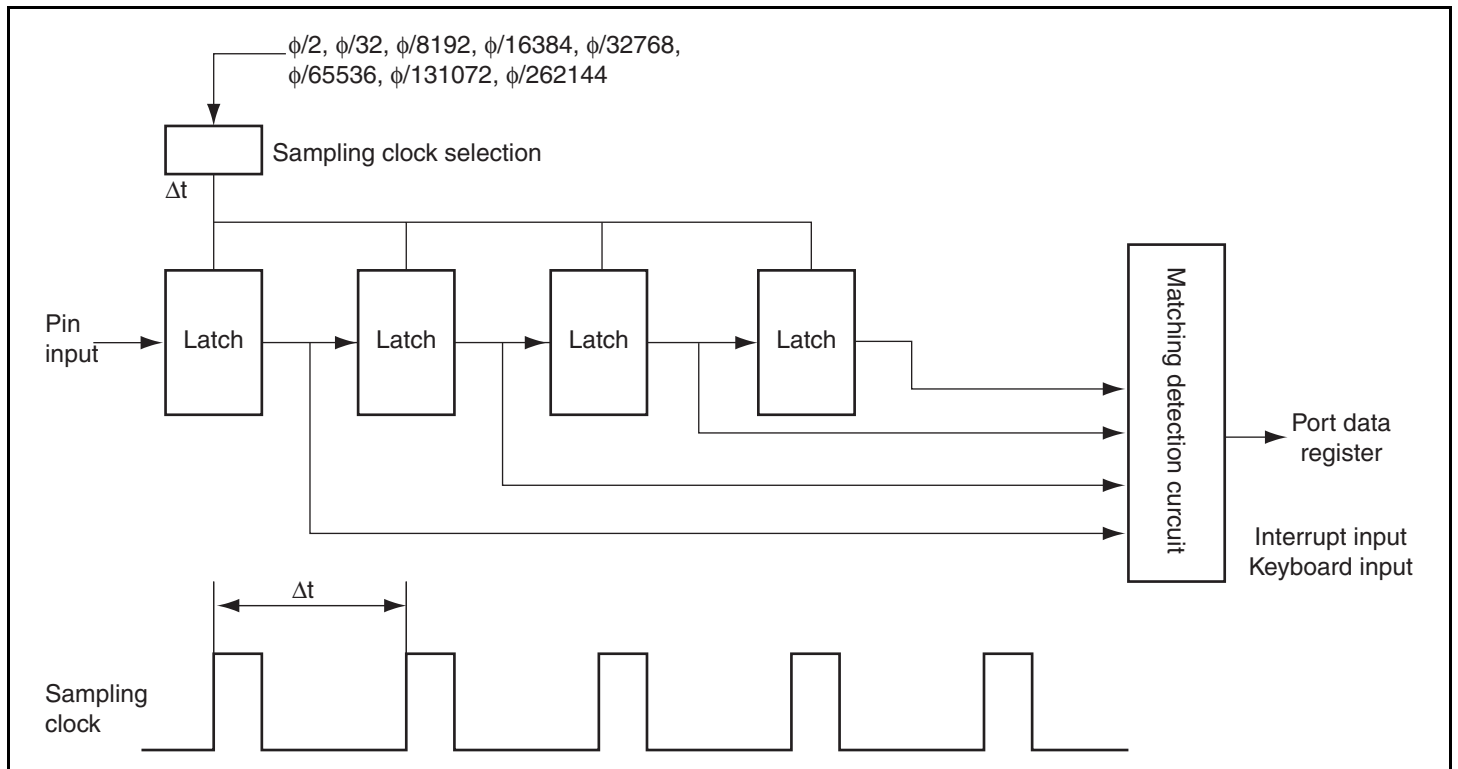 ϕ/2, ϕ/32, ϕ/8192, ϕ/16384, ϕ/32768,
ϕ/65536, ϕ/131072, ϕ/262144
Sampling clock selection
Δt
Pin
input
Latch
Latch
Latch
Latch
Matching detection curcuit
Port data
register
Interrupt input
Keyboard input
Δt
Sampling
clock